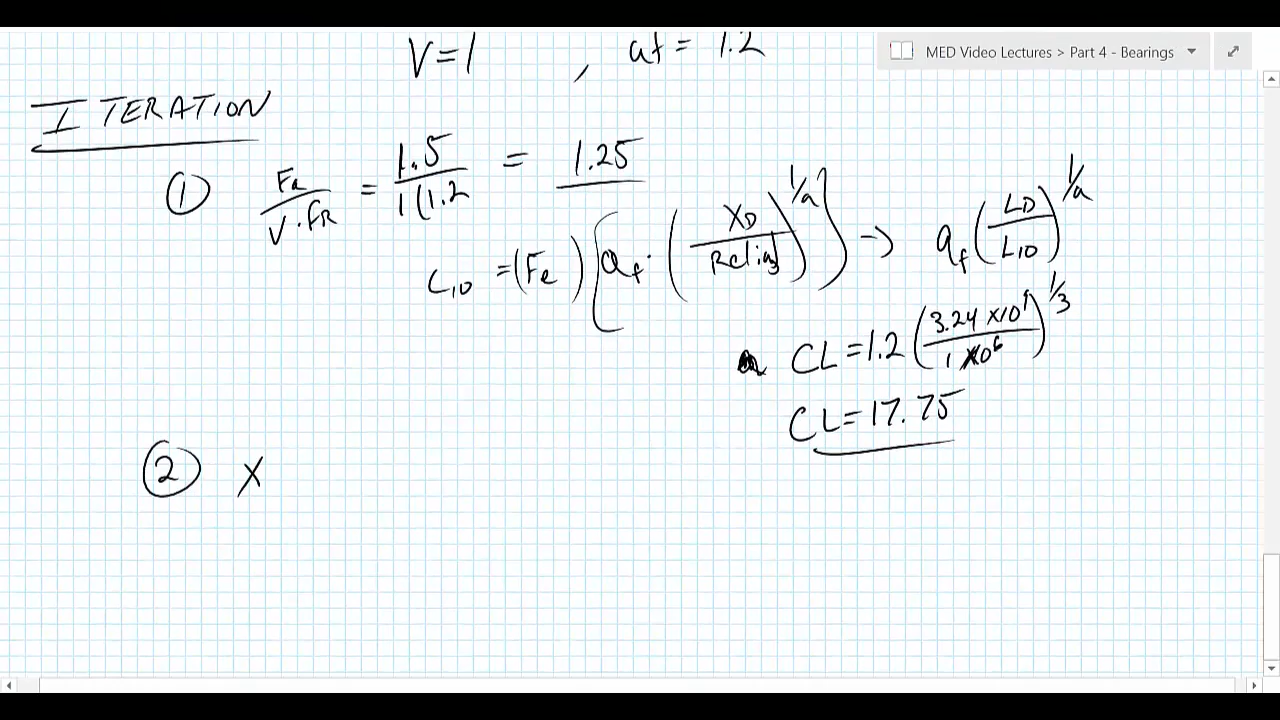 V=1 , af = 1.2
MED Video Lectures > Part 4 - Bearings
ITERATION
① Fa / V·FR = 1.5 / 1(1.2 = 1.25
C10 = (Fe) [af · (XD / Reliab)^1/a] → af (LD / L10)^1/a
CL = 1.2 (3.24 x10^9 / 1 x10^6)^1/3
CL = 17.75
② X